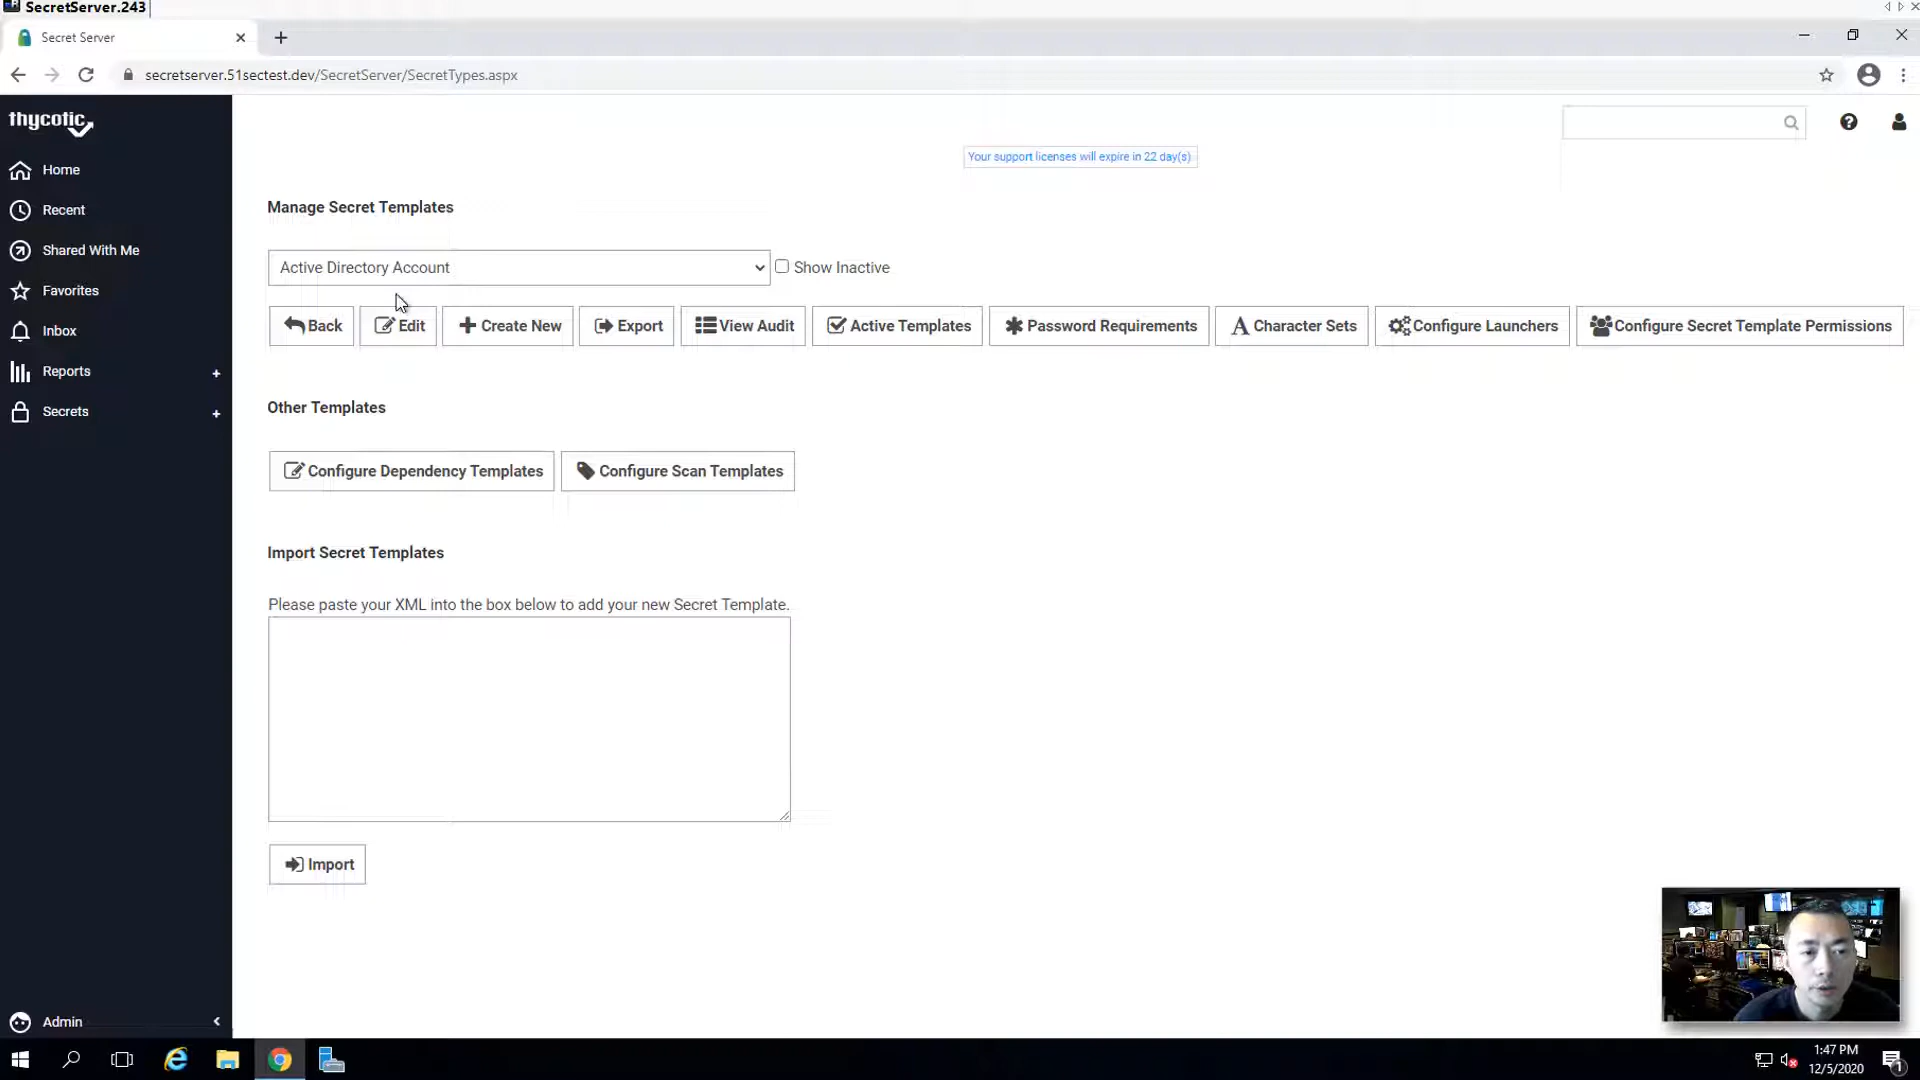 SecretServer.243
Secret Server
secretserver.51sectest.dev/SecretServer/SecretTypes.aspx
thycotic
Home
Recent
Shared With Me
Favorites
Inbox
Reports
Secrets
Admin
Your support licenses will expire in 22 day(s)
Manage Secret Templates
Active Directory Account
Show Inactive
Back
Edit
Create New
Export
View Audit
Active Templates
Password Requirements
Character Sets
Configure Launchers
Configure Secret Template Permissions
Other Templates
Configure Dependency Templates
Configure Scan Templates
Import Secret Templates
Please paste your XML into the box below to add your new Secret Template.
Import
1:47 PM
12/5/2020
1